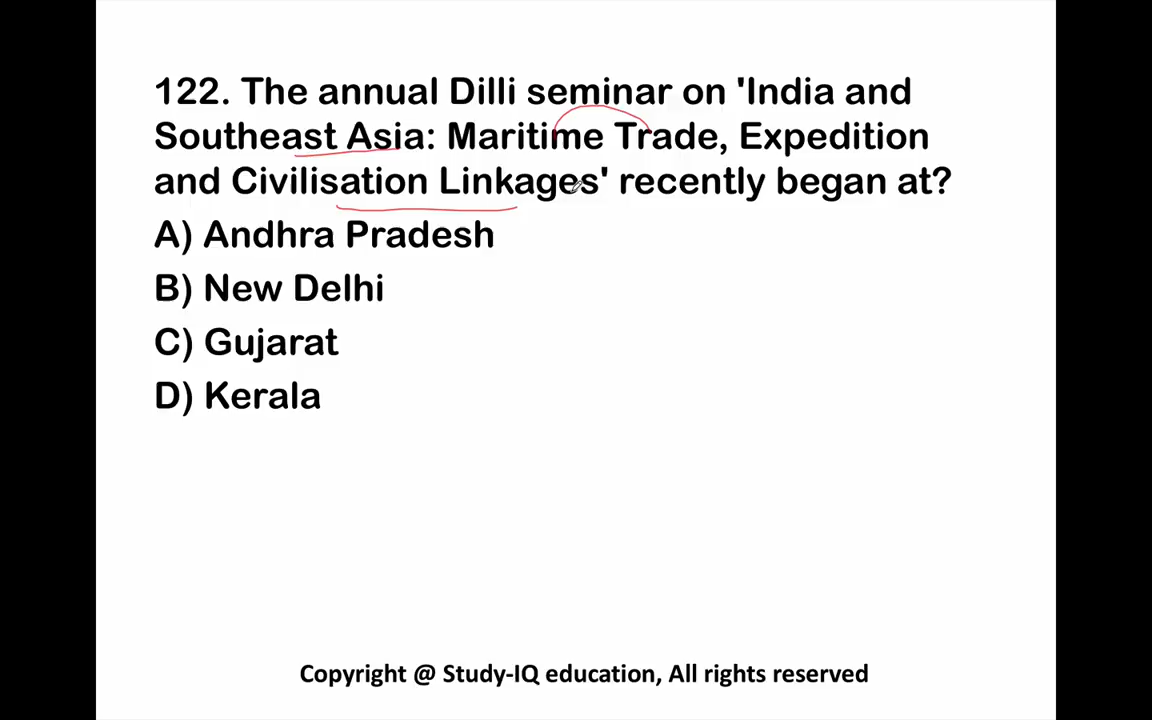 122. The annual Dilli seminar on 'India and
Southeast Asia: Maritime Trade, Expedition
and Civilisation Linkages' recently began at?
A) Andhra Pradesh
B) New Delhi
C) Gujarat
D) Kerala
Copyright @ Study-IQ education, All rights reserved